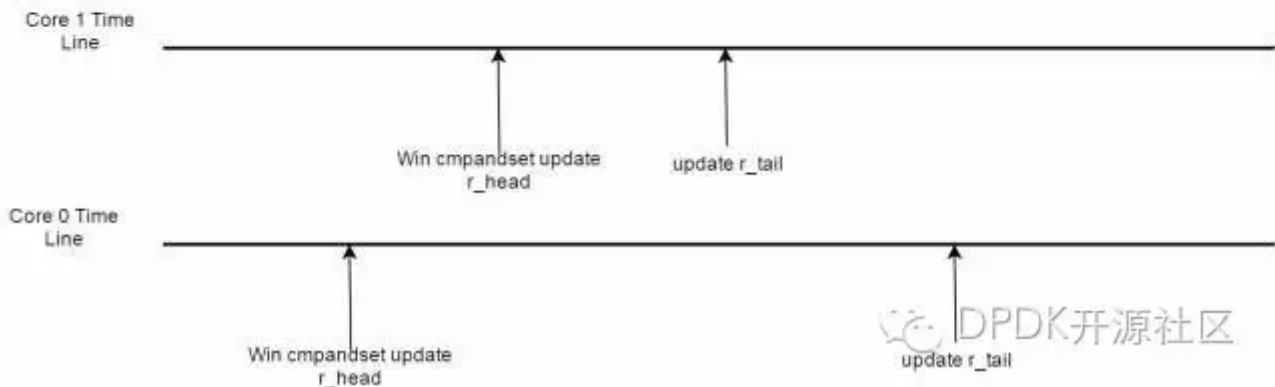 Core 1 Time
Line
Win cmpandset update
r_head
update r_tail
Core 0 Time
Line
Win cmpandset update
r_head
update r_tail
DPDK开源社区